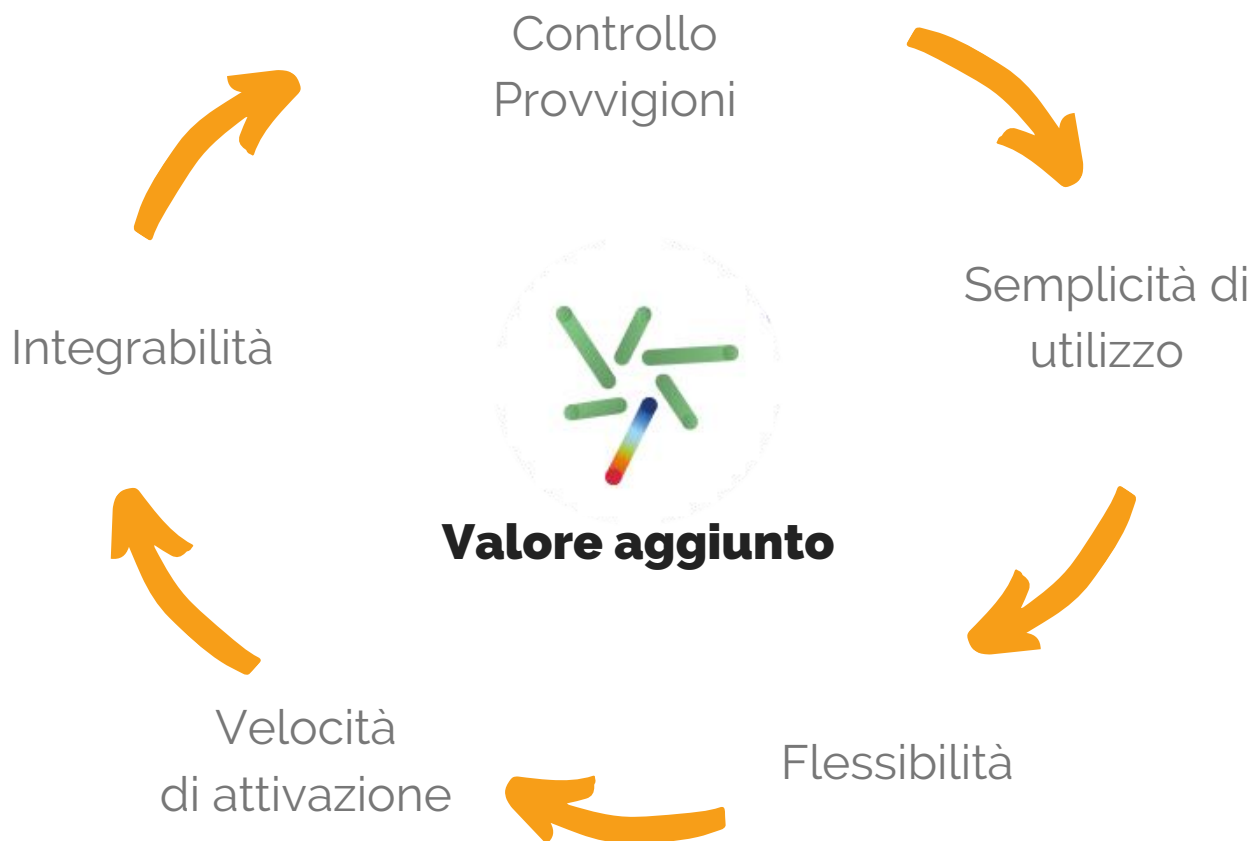 Controllo
Provvigioni
Semplicità di
utilizzo
Integrabilità
Valore aggiunto
Velocità
di attivazione
Flessibilità